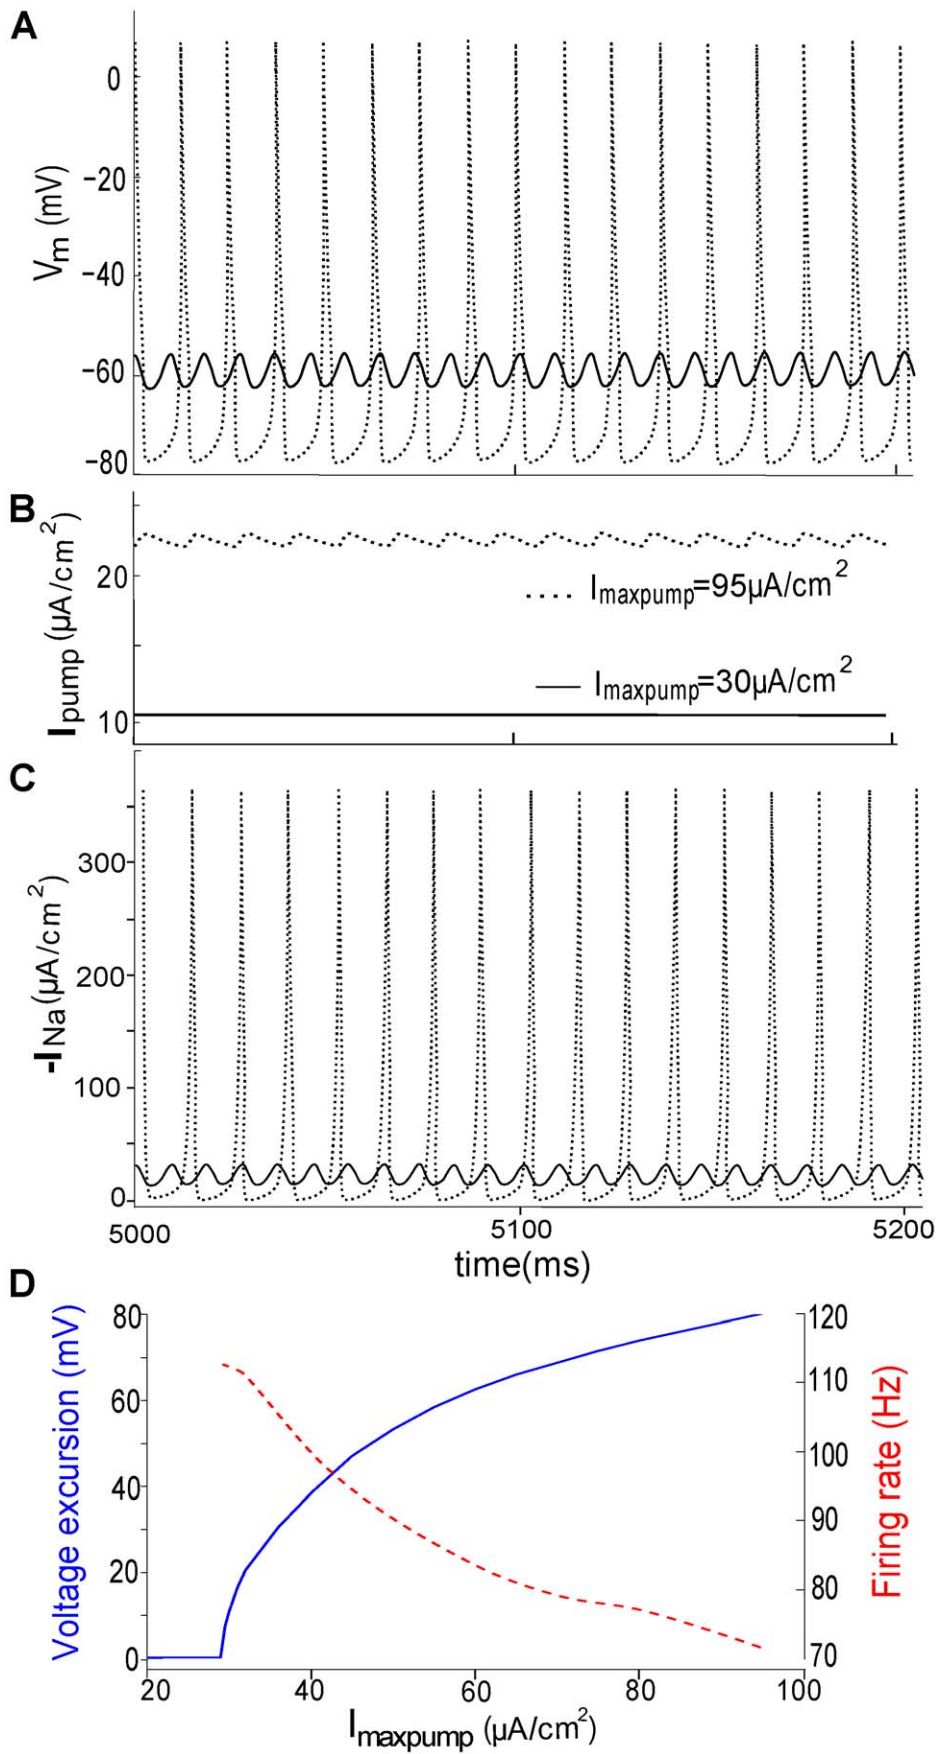 A
0
−20
−40
−60
−80
Vm (mV)
B
20
10
Ipump (µA/cm2)
Imaxpump=95µA/cm2
Imaxpump=30µA/cm2
C
300
200
100
0
-INa(µA/cm2)
5000 5100 5200
time(ms)
D
80
60
40
20
0
Voltage excursion (mV)
120
110
100
90
80
70
Firing rate (Hz)
20 40 60 80 100
Imaxpump (µA/cm2)